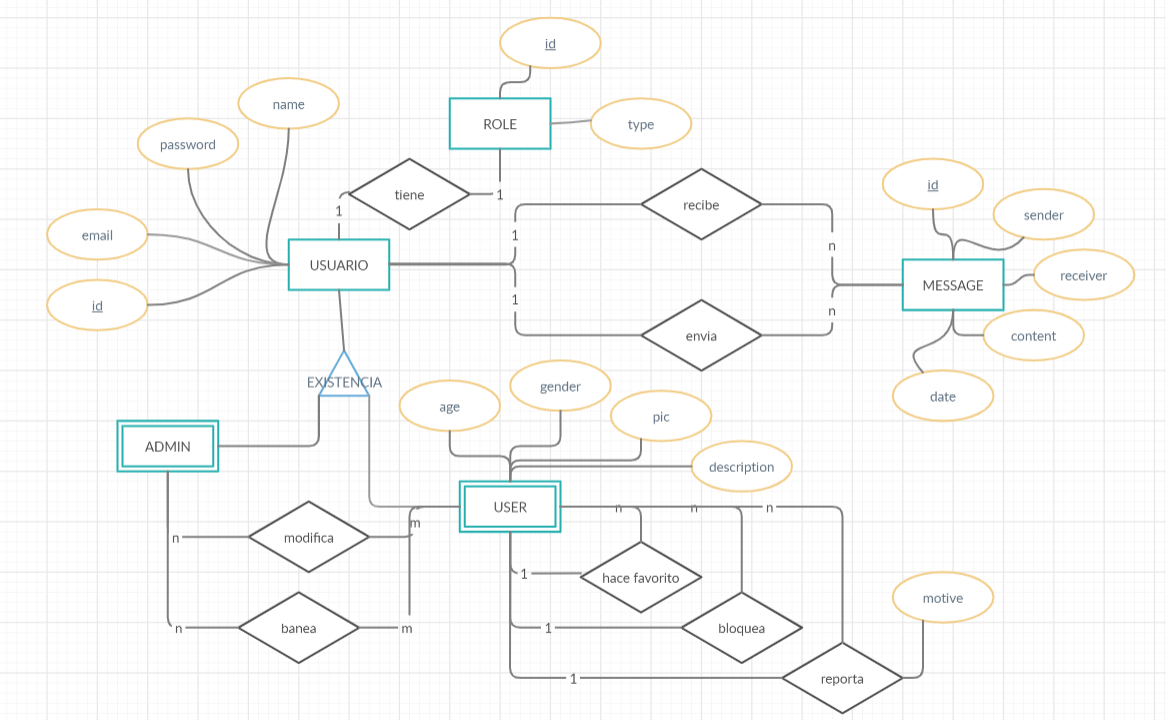 id
name
ROLE
type
password
tiene
1
1
recibe
id
sender
email
1
n
USUARIO
receiver
MESSAGE
id
1
n
envia
content
EXISTENCIA
gender
date
age
pic
ADMIN
description
USER
n
n
n
m
n
modifica
1
hace favorito
motive
n
banea
m
1
bloquea
1
reporta